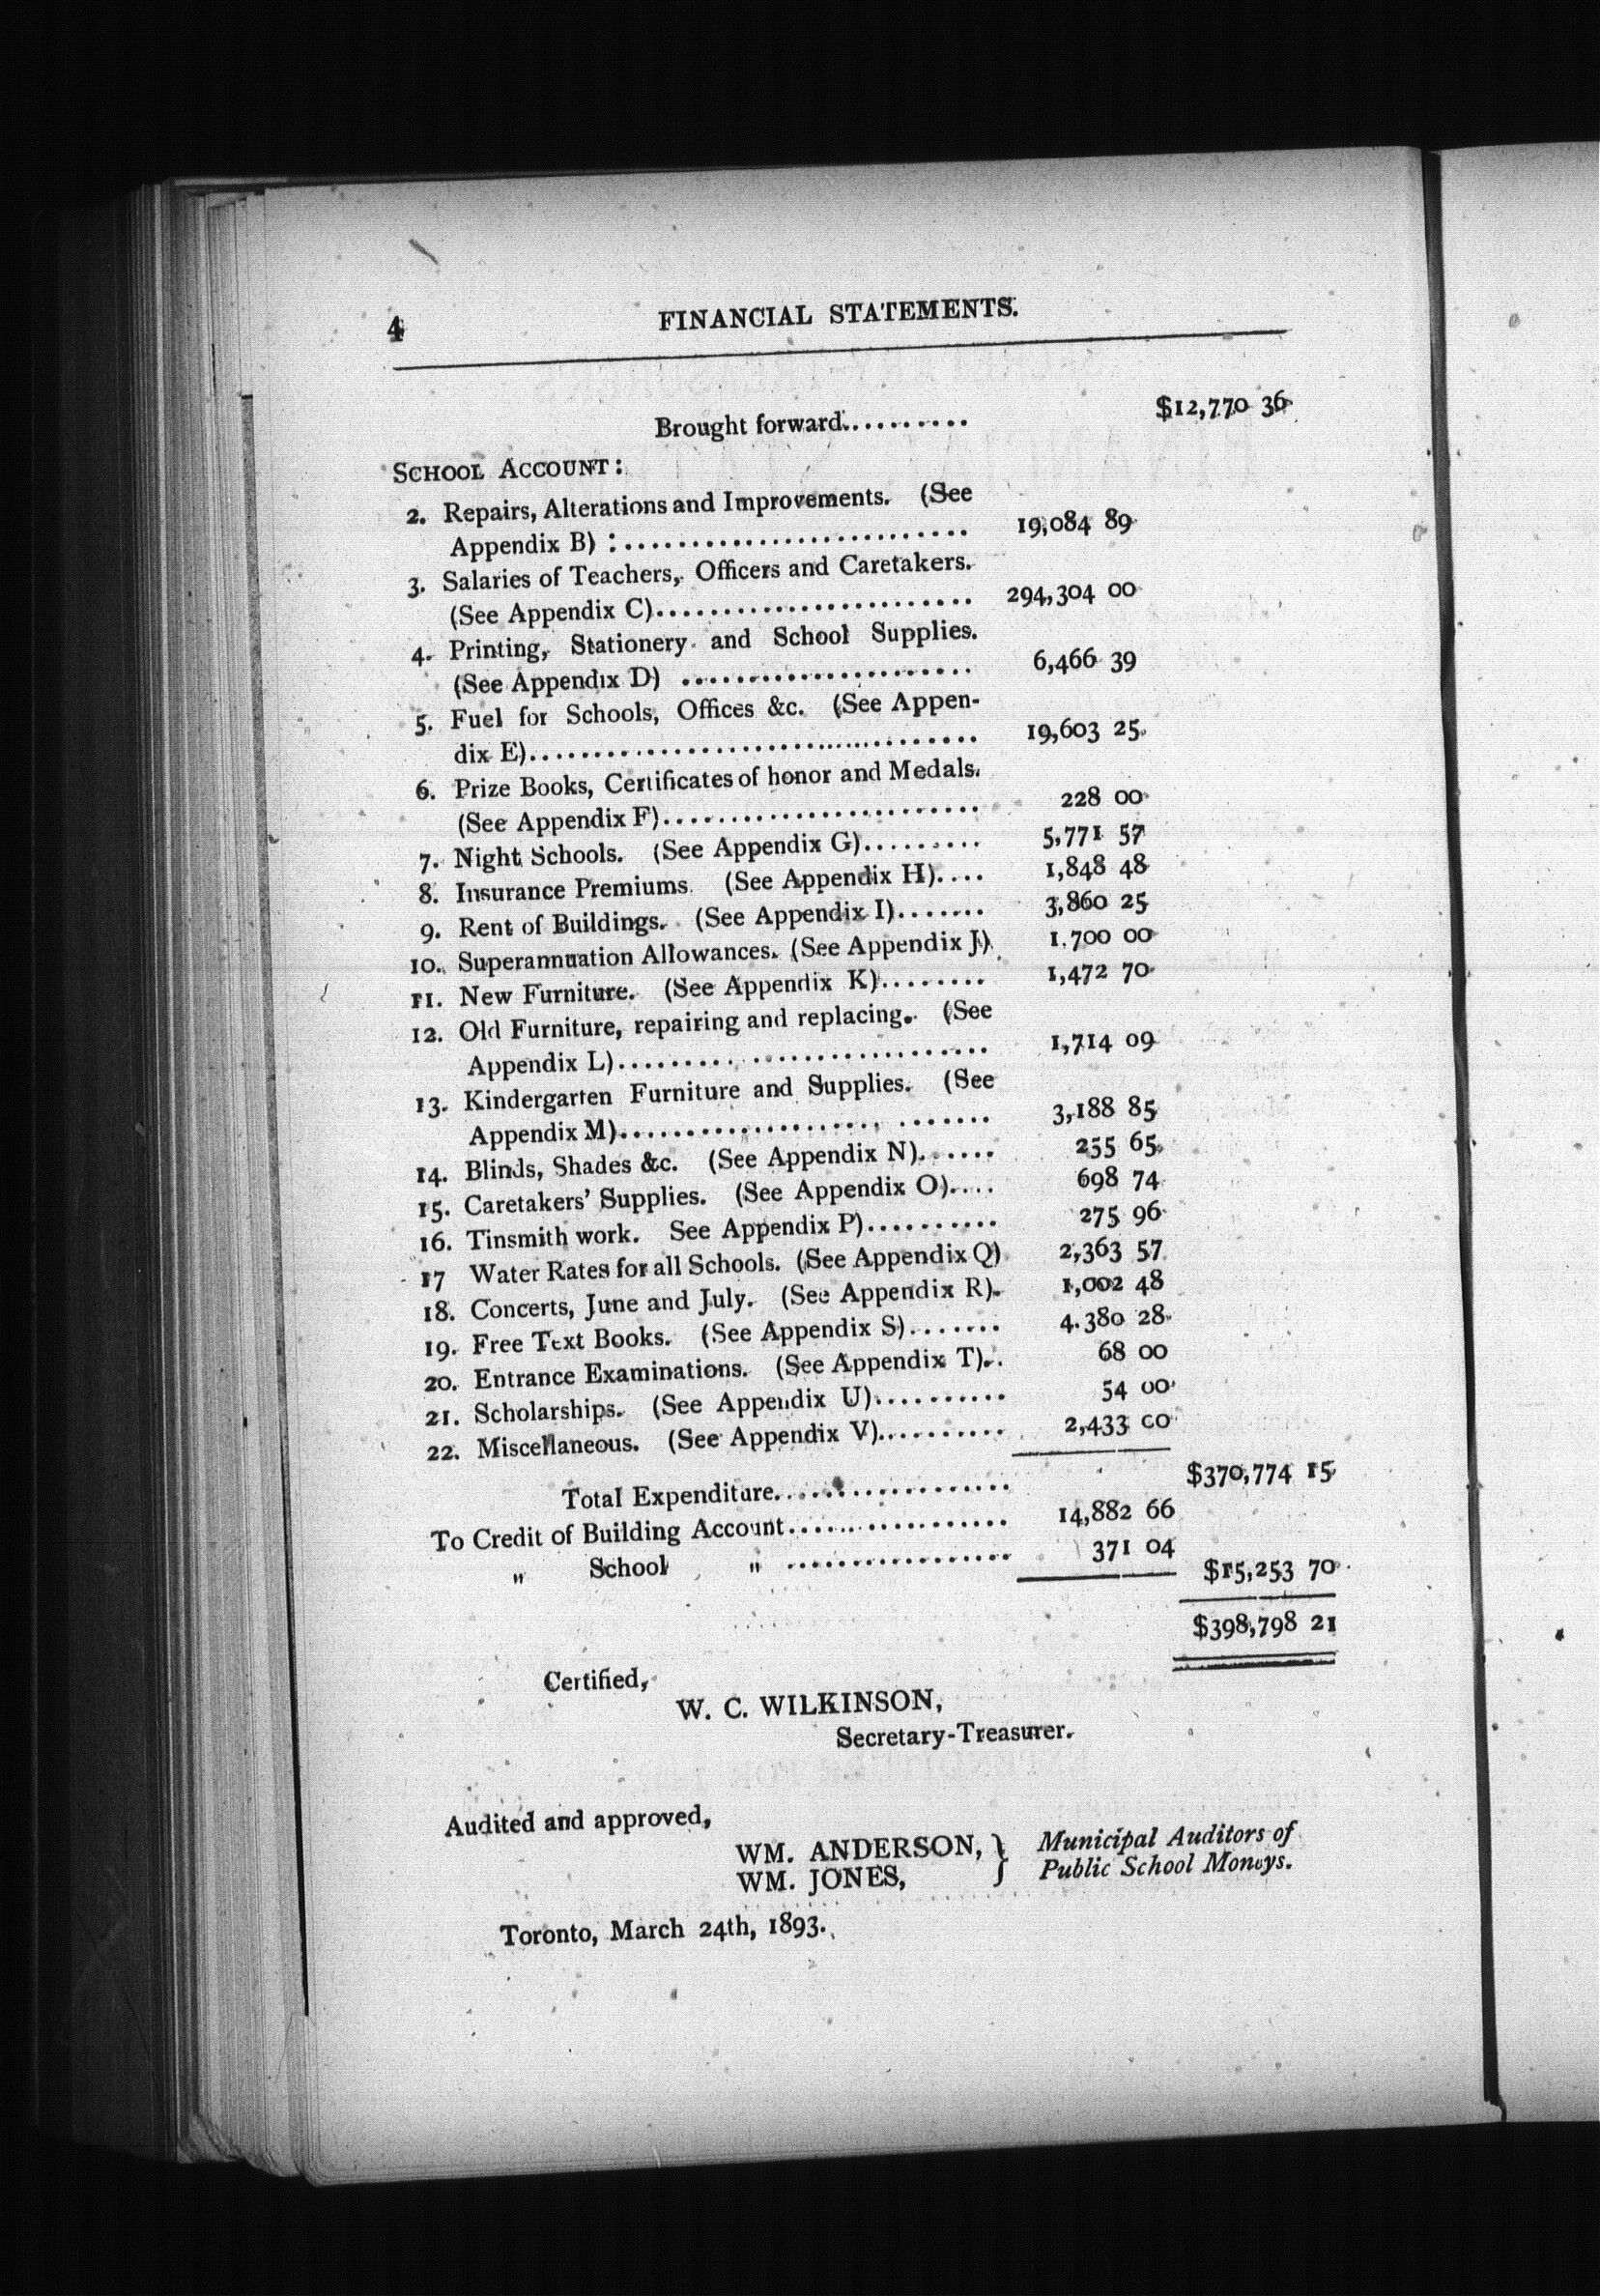 4
FINANCIAL STATEMENTS.
Brought forward.......... $12,770 36
SCHOOL ACCOUNT:
2. Repairs, Alterations and Improvements. (See
Appendix B) :.......................... 19,084 89
3. Salaries of Teachers, Officers and Caretakers.
(See Appendix C)........................ 294,304 00
4. Printing, Stationery and School Supplies.
(See Appendix D) ...................... 6,466 39
5. Fuel for Schools, Offices &c. (See Appen-
dix E)................................. 19,603 25
6. Prize Books, Certificates of honor and Medals.
(See Appendix F)........................ 228 00
7. Night Schools. (See Appendix G)......... 5,771 57
8. Insurance Premiums. (See Appendix H).... 1,848 48
9. Rent of Buildings. (See Appendix I)....... 3,860 25
10. Superannuation Allowances. (See Appendix J). 1.700 00
11. New Furniture. (See Appendix K)........ 1,472 70
12. Old Furniture, repairing and replacing. (See
Appendix L)............................ 1,714 09
13. Kindergarten Furniture and Supplies. (See
Appendix M)............................ 3,188 85
14. Blinds, Shades &c. (See Appendix N)...... 255 65
15. Caretakers' Supplies. (See Appendix O).... 698 74
16. Tinsmith work. See Appendix P).......... 275 96
17 Water Rates for all Schools. (See Appendix Q) 2,363 57
18. Concerts, June and July. (See Appendix R). 1,002 48
19. Free Text Books. (See Appendix S)....... 4.380 28
20. Entrance Examinations. (See Appendix T).. 68 00
21. Scholarships. (See Appendix U).......... 54 00
22. Miscellaneous. (See Appendix V).......... 2,433 00
Total Expenditure................... $370,774 15
To Credit of Building Account.................. 14,882 66
„ School „ ................. 371 04
$15,253 70
$398,798 21
Certified,
W. C. WILKINSON,
Secretary-Treasurer.
Audited and approved,
WM. ANDERSON, } Municipal Auditors of
WM. JONES, Public School Moneys.
Toronto, March 24th, 1893.